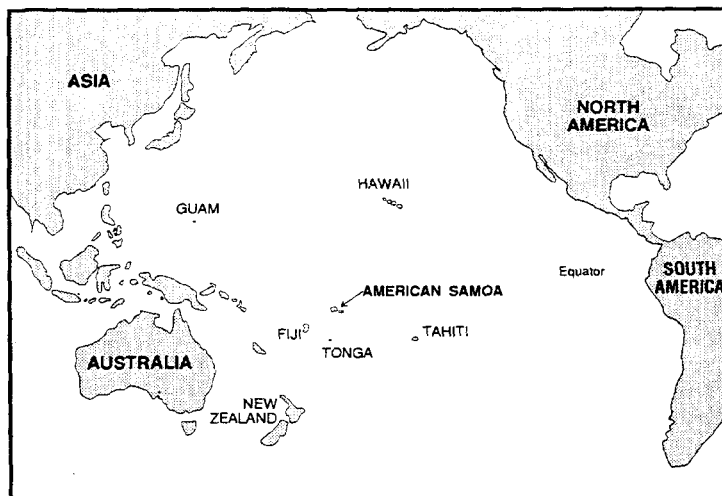 ASIA
NORTH
AMERICA
HAWAII
GUAM
Equator
SOUTH
AMERICA
AMERICAN SAMOA
FIJI
TONGA
TAHITI
AUSTRALIA
NEW
ZEALAND